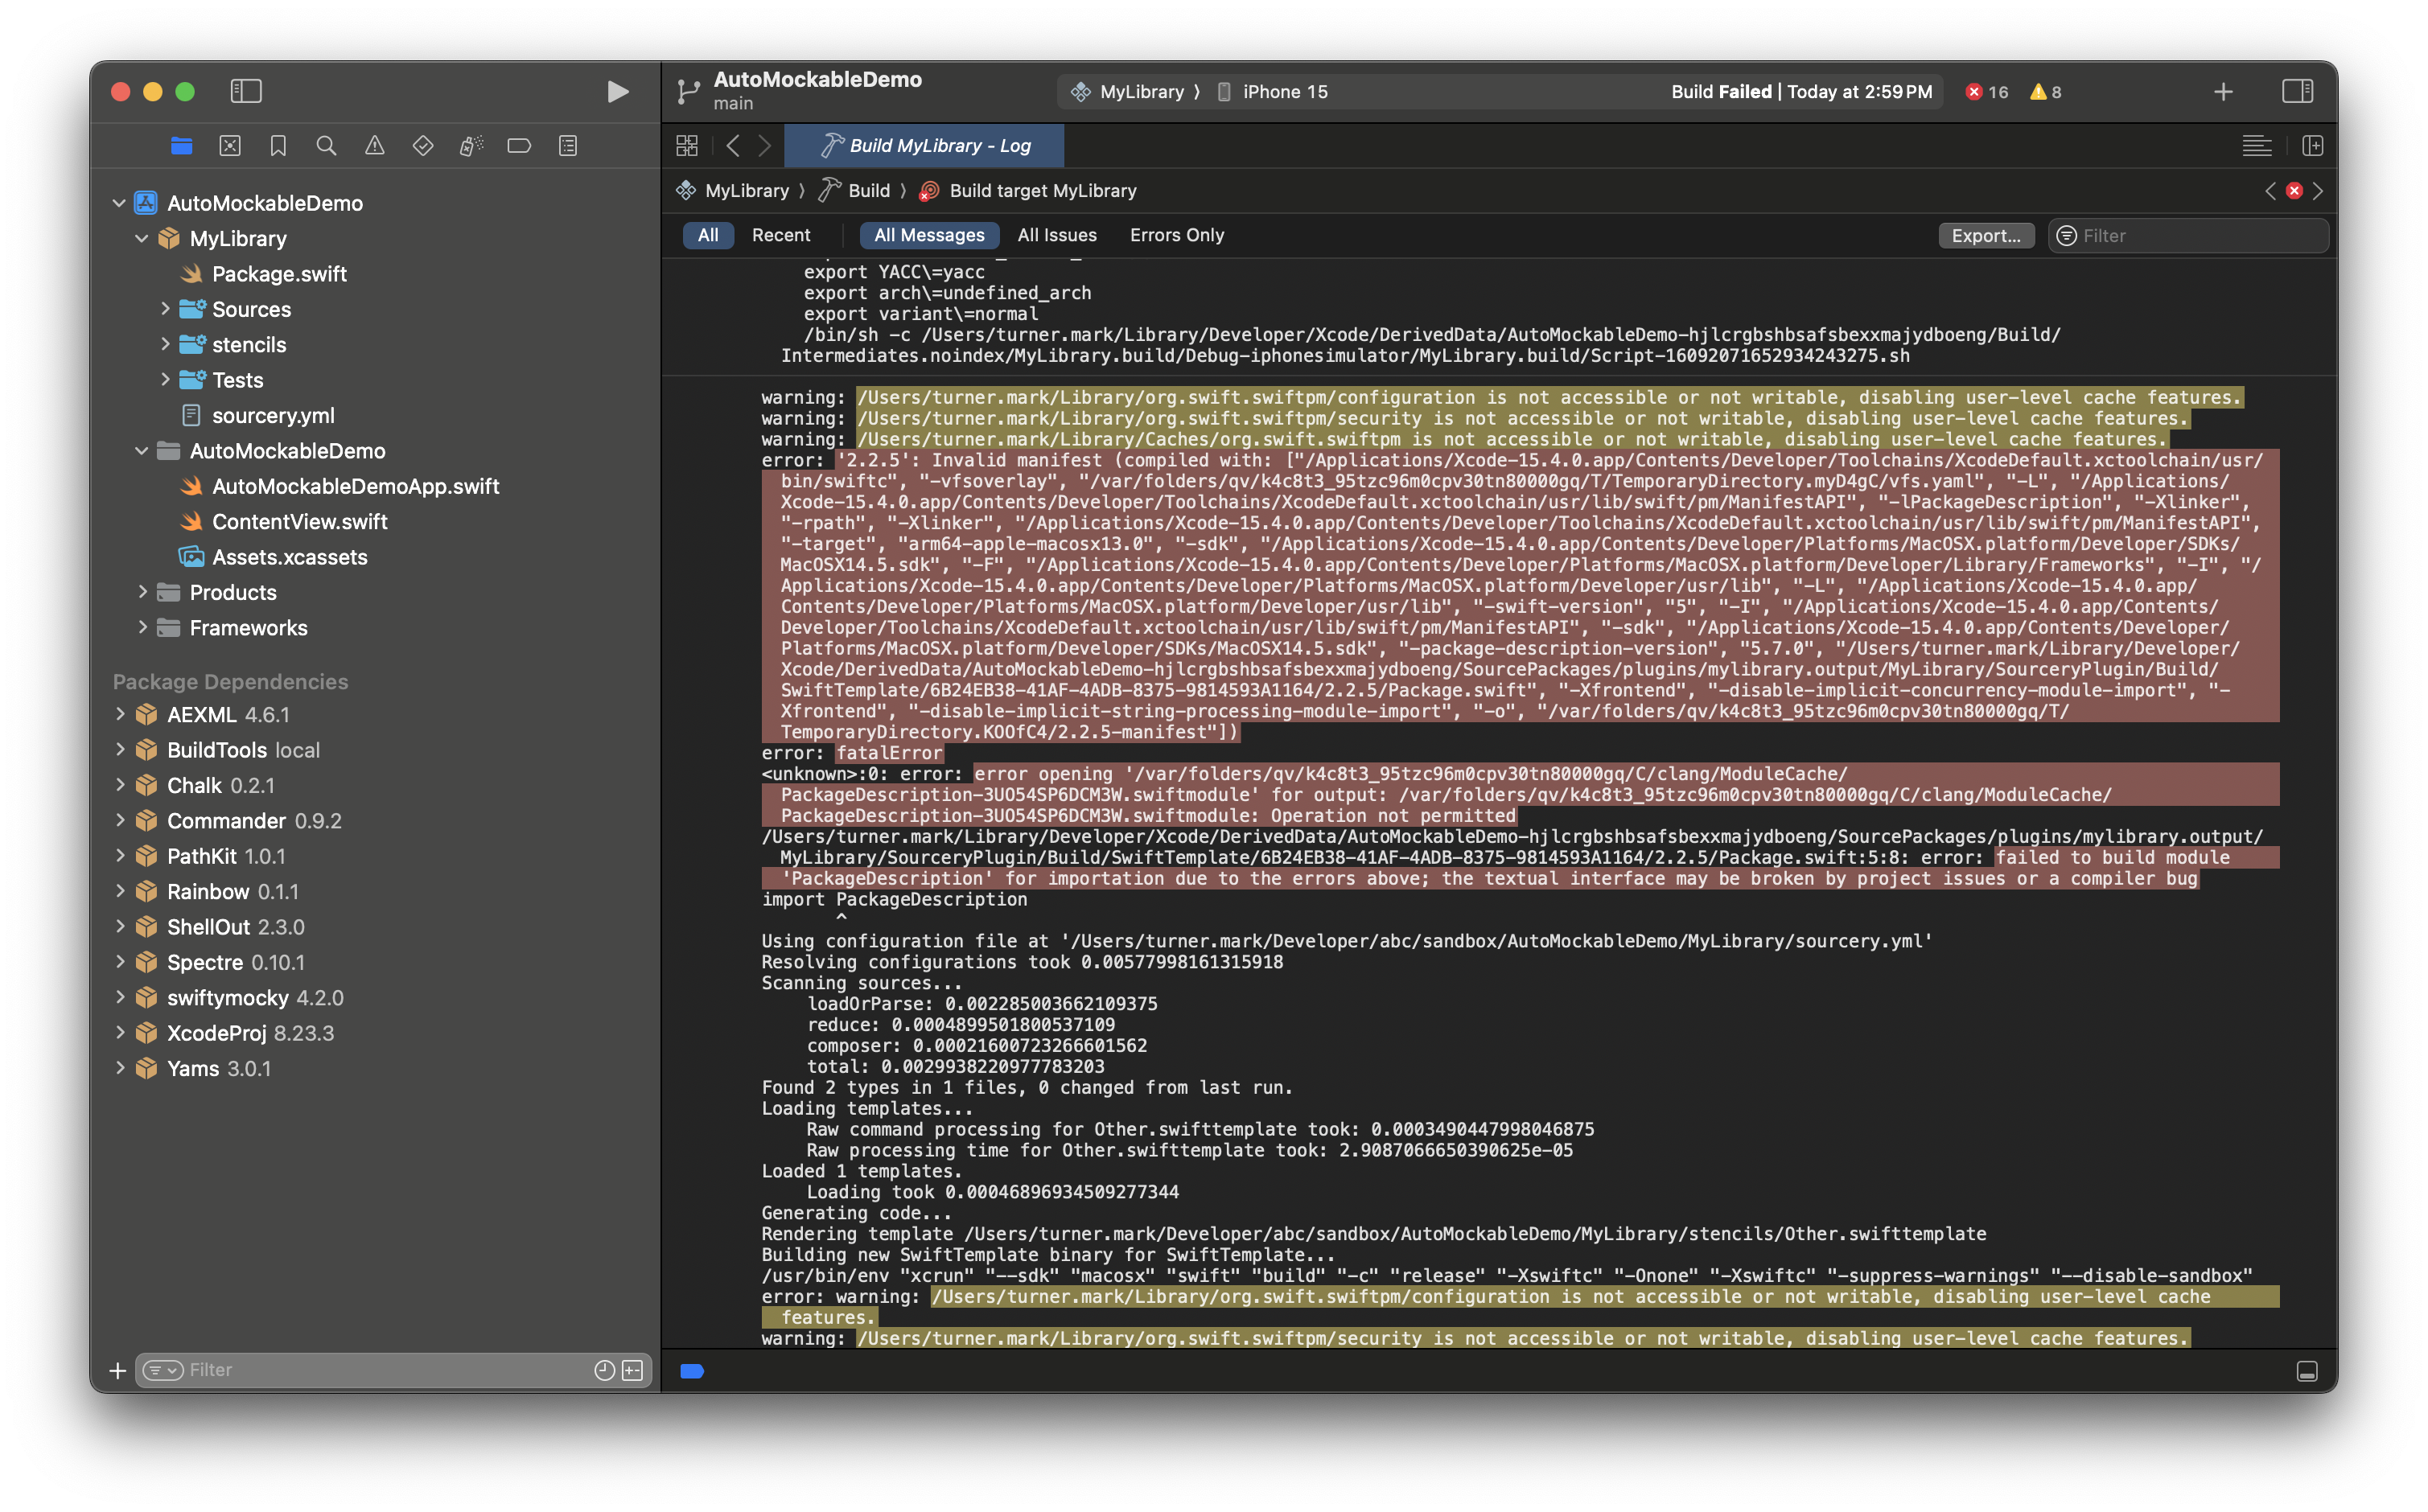 AutoMockableDemo
main
MyLibrary ⟩ iPhone 15
Build Failed | Today at 2:59 PM
16
8
Build MyLibrary - Log
MyLibrary ⟩ Build ⟩ Build target MyLibrary
All Recent All Messages All Issues Errors Only
Export...
Filter
AutoMockableDemo
MyLibrary
Package.swift
Sources
stencils
Tests
sourcery.yml
AutoMockableDemo
AutoMockableDemoApp.swift
ContentView.swift
Assets.xcassets
Products
Frameworks
Package Dependencies
AEXML 4.6.1
BuildTools local
Chalk 0.2.1
Commander 0.9.2
PathKit 1.0.1
Rainbow 0.1.1
ShellOut 2.3.0
Spectre 0.10.1
swiftymocky 4.2.0
XcodeProj 8.23.3
Yams 3.0.1
Filter
export YACC\=yacc
export arch\=undefined_arch
export variant\=normal
/bin/sh -c /Users/turner.mark/Library/Developer/Xcode/DerivedData/AutoMockableDemo-hjlcrgbshbsafsbexxmajydboeng/Build/
Intermediates.noindex/MyLibrary.build/Debug-iphonesimulator/MyLibrary.build/Script-16092071652934243275.sh
warning: /Users/turner.mark/Library/org.swift.swiftpm/configuration is not accessible or not writable, disabling user-level cache features.
warning: /Users/turner.mark/Library/org.swift.swiftpm/security is not accessible or not writable, disabling user-level cache features.
warning: /Users/turner.mark/Library/Caches/org.swift.swiftpm is not accessible or not writable, disabling user-level cache features.
error: '2.2.5': Invalid manifest (compiled with: ["/Applications/Xcode-15.4.0.app/Contents/Developer/Toolchains/XcodeDefault.xctoolchain/usr/
bin/swiftc", "-vfsoverlay", "/var/folders/qv/k4c8t3_95tzc96m0cpv30tn80000gq/T/TemporaryDirectory.myD4gC/vfs.yaml", "-L", "/Applications/
Xcode-15.4.0.app/Contents/Developer/Toolchains/XcodeDefault.xctoolchain/usr/lib/swift/pm/ManifestAPI", "-lPackageDescription", "-Xlinker",
"-rpath", "-Xlinker", "/Applications/Xcode-15.4.0.app/Contents/Developer/Toolchains/XcodeDefault.xctoolchain/usr/lib/swift/pm/ManifestAPI",
"-target", "arm64-apple-macosx13.0", "-sdk", "/Applications/Xcode-15.4.0.app/Contents/Developer/Platforms/MacOSX.platform/Developer/SDKs/
MacOSX14.5.sdk", "-F", "/Applications/Xcode-15.4.0.app/Contents/Developer/Platforms/MacOSX.platform/Developer/Library/Frameworks", "-I", "/
Applications/Xcode-15.4.0.app/Contents/Developer/Platforms/MacOSX.platform/Developer/usr/lib", "-L", "/Applications/Xcode-15.4.0.app/
Contents/Developer/Platforms/MacOSX.platform/Developer/usr/lib", "-swift-version", "5", "-I", "/Applications/Xcode-15.4.0.app/Contents/
Developer/Toolchains/XcodeDefault.xctoolchain/usr/lib/swift/pm/ManifestAPI", "-sdk", "/Applications/Xcode-15.4.0.app/Contents/Developer/
Platforms/MacOSX.platform/Developer/SDKs/MacOSX14.5.sdk", "-package-description-version", "5.7.0", "/Users/turner.mark/Library/Developer/
Xcode/DerivedData/AutoMockableDemo-hjlcrgbshbsafsbexxmajydboeng/SourcePackages/plugins/mylibrary.output/MyLibrary/SourceryPlugin/Build/
SwiftTemplate/6B24EB38-41AF-4ADB-8375-9814593A1164/2.2.5/Package.swift", "-Xfrontend", "-disable-implicit-concurrency-module-import", "-
Xfrontend", "-disable-implicit-string-processing-module-import", "-o", "/var/folders/qv/k4c8t3_95tzc96m0cpv30tn80000gq/T/
TemporaryDirectory.KOOfC4/2.2.5-manifest"])
error: fatalError
<unknown>:0: error: error opening '/var/folders/qv/k4c8t3_95tzc96m0cpv30tn80000gq/C/clang/ModuleCache/
PackageDescription-3UO54SP6DCM3W.swiftmodule' for output: /var/folders/qv/k4c8t3_95tzc96m0cpv30tn80000gq/C/clang/ModuleCache/
PackageDescription-3UO54SP6DCM3W.swiftmodule: Operation not permitted
/Users/turner.mark/Library/Developer/Xcode/DerivedData/AutoMockableDemo-hjlcrgbshbsafsbexxmajydboeng/SourcePackages/plugins/mylibrary.output/
MyLibrary/SourceryPlugin/Build/SwiftTemplate/6B24EB38-41AF-4ADB-8375-9814593A1164/2.2.5/Package.swift:5:8: error: failed to build module
'PackageDescription' for importation due to the errors above; the textual interface may be broken by project issues or a compiler bug
import PackageDescription
^
Using configuration file at '/Users/turner.mark/Developer/abc/sandbox/AutoMockableDemo/MyLibrary/sourcery.yml'
Resolving configurations took 0.00577998161315918
Scanning sources...
loadOrParse: 0.002285003662109375
reduce: 0.0004899501800537109
composer: 0.00021600723266601562
total: 0.0029938220977783203
Found 2 types in 1 files, 0 changed from last run.
Loading templates...
Raw command processing for Other.swifttemplate took: 0.0003490447998046875
Raw processing time for Other.swifttemplate took: 2.9087066650390625e-05
Loaded 1 templates.
Loading took 0.00046896934509277344
Generating code...
Rendering template /Users/turner.mark/Developer/abc/sandbox/AutoMockableDemo/MyLibrary/stencils/Other.swifttemplate
Building new SwiftTemplate binary for SwiftTemplate...
/usr/bin/env "xcrun" "--sdk" "macosx" "swift" "build" "-c" "release" "-Xswiftc" "-Onone" "-Xswiftc" "-suppress-warnings" "--disable-sandbox"
error: warning: /Users/turner.mark/Library/org.swift.swiftpm/configuration is not accessible or not writable, disabling user-level cache
features.
warning: /Users/turner.mark/Library/org.swift.swiftpm/security is not accessible or not writable, disabling user-level cache features.